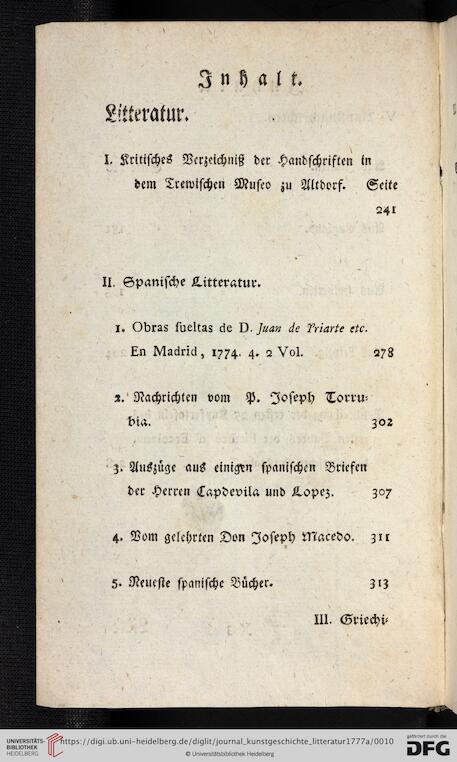 Inhalt.
Litteratur.
I. Kritisches Verzeichniß der Handschriften in
dem Trewischen Museo zu Altdorf. Seite
241
II. Spanische Litteratur.
1. Obras sueltas de D. Juan de Yriarte etc.
En Madrid, 1774. 4. 2 Vol. 278
2. Nachrichten vom P. Joseph Torru-
bia. 302
3. Auszüge aus einigen spanischen Briefen
der Herren Capdevila und Lopez. 307
4. Vom gelehrten Don Joseph Macedo. 311
5. Neueste spanische Bücher. 313
III. Griechi-
UNIVERSITÄTS-
BIBLIOTHEK
HEIDELBERG
https://digi.ub.uni-heidelberg.de/diglit/journal_kunstgeschichte_litteratur1777a/0010
© Universitätsbibliothek Heidelberg
gefördert durch die
DFG